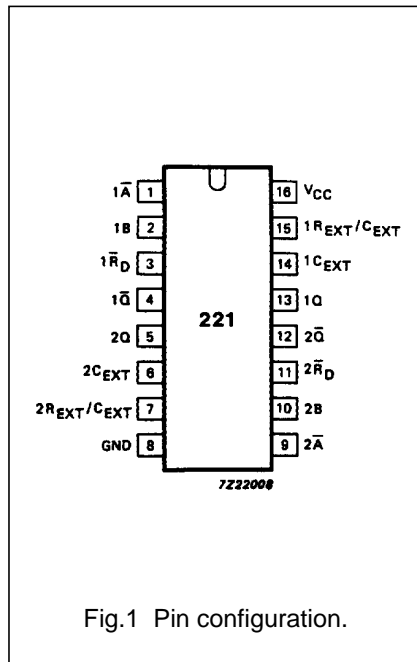 1A̅ 1 16 VCC
1B 2 15 1REXT/CEXT
1R̅D 3 14 1CEXT
1Q̅ 4 13 1Q
221
2Q 5 12 2Q̅
2CEXT 6 11 2R̅D
2REXT/CEXT 7 10 2B
GND 8 9 2A̅
7Z22008
Fig.1 Pin configuration.